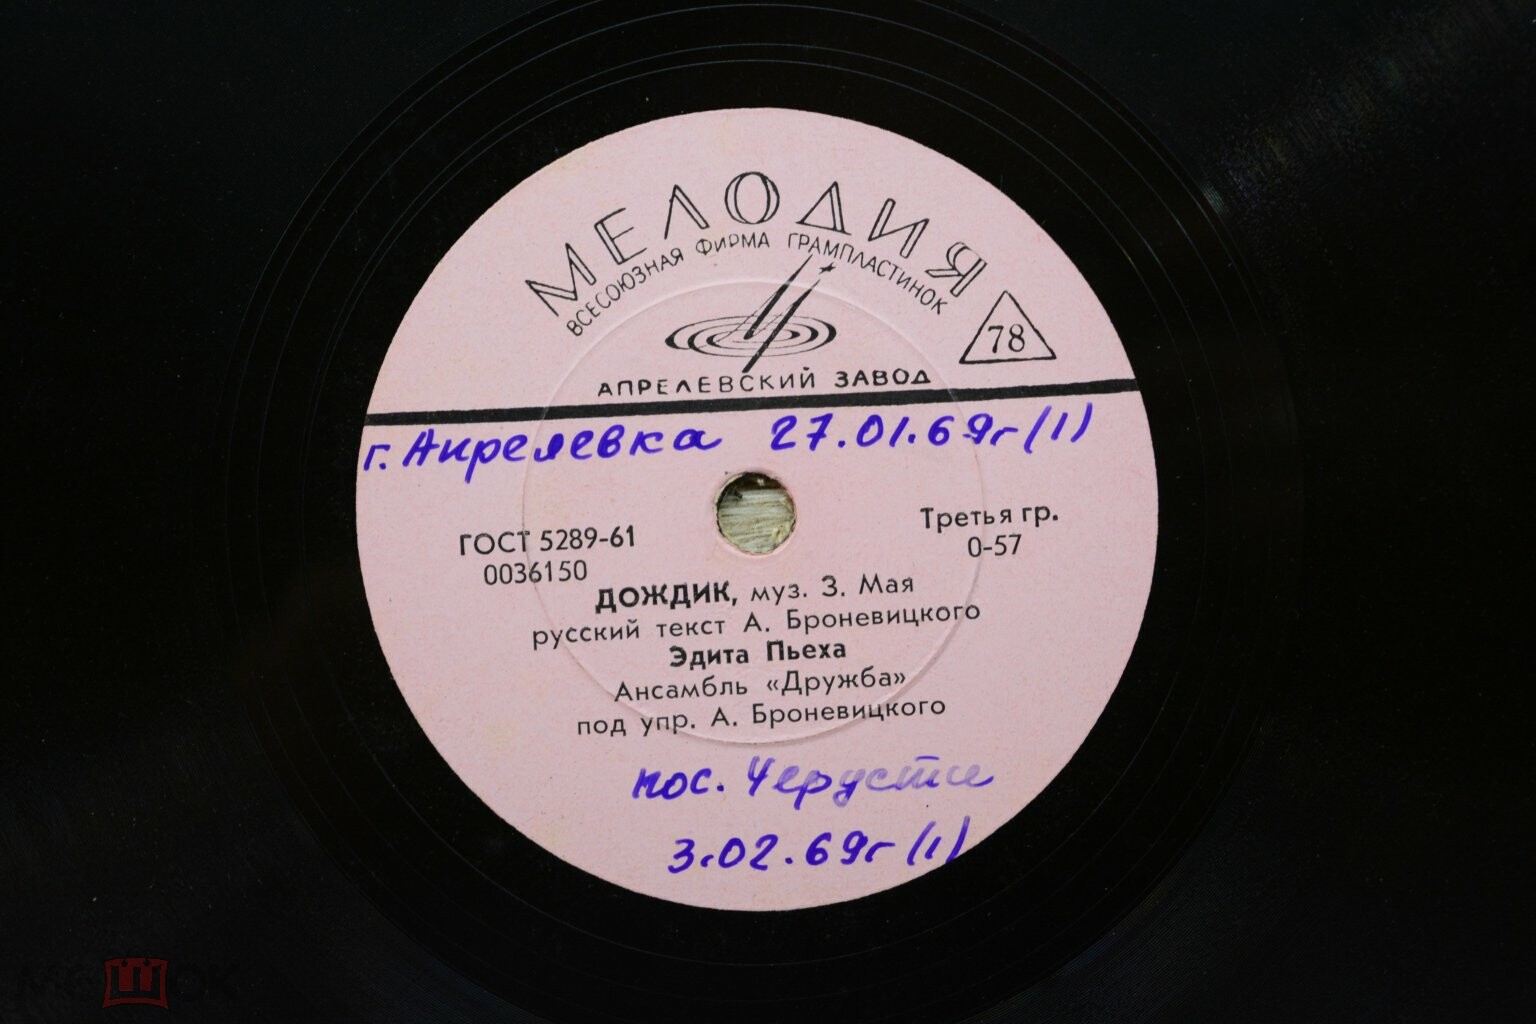 МЕЛОДИЯ
ВСЕСОЮЗНАЯ ФИРМА ГРАМПЛАСТИНОК
78
АПРЕЛЕВСКИЙ ЗАВОД
г. Апрелевка 27.01.69г (1)
ГОСТ 5289-61
0036150
Третья гр.
0-57
ДОЖДИК, муз. З. Мая
русский текст А. Броневицкого
Эдита Пьеха
Ансамбль «Дружба»
под упр. А. Броневицкого
пос. Черусти
3.02.69г (1)
МЕШОК